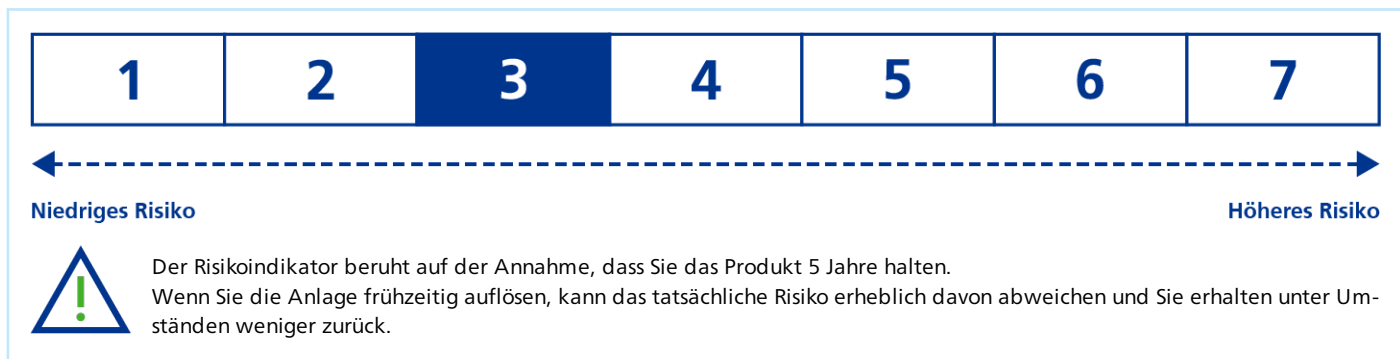 1 2 3 4 5 6 7
Niedriges Risiko Höheres Risiko
Der Risikoindikator beruht auf der Annahme, dass Sie das Produkt 5 Jahre halten.
Wenn Sie die Anlage frühzeitig auflösen, kann das tatsächliche Risiko erheblich davon abweichen und Sie erhalten unter Um-
ständen weniger zurück.